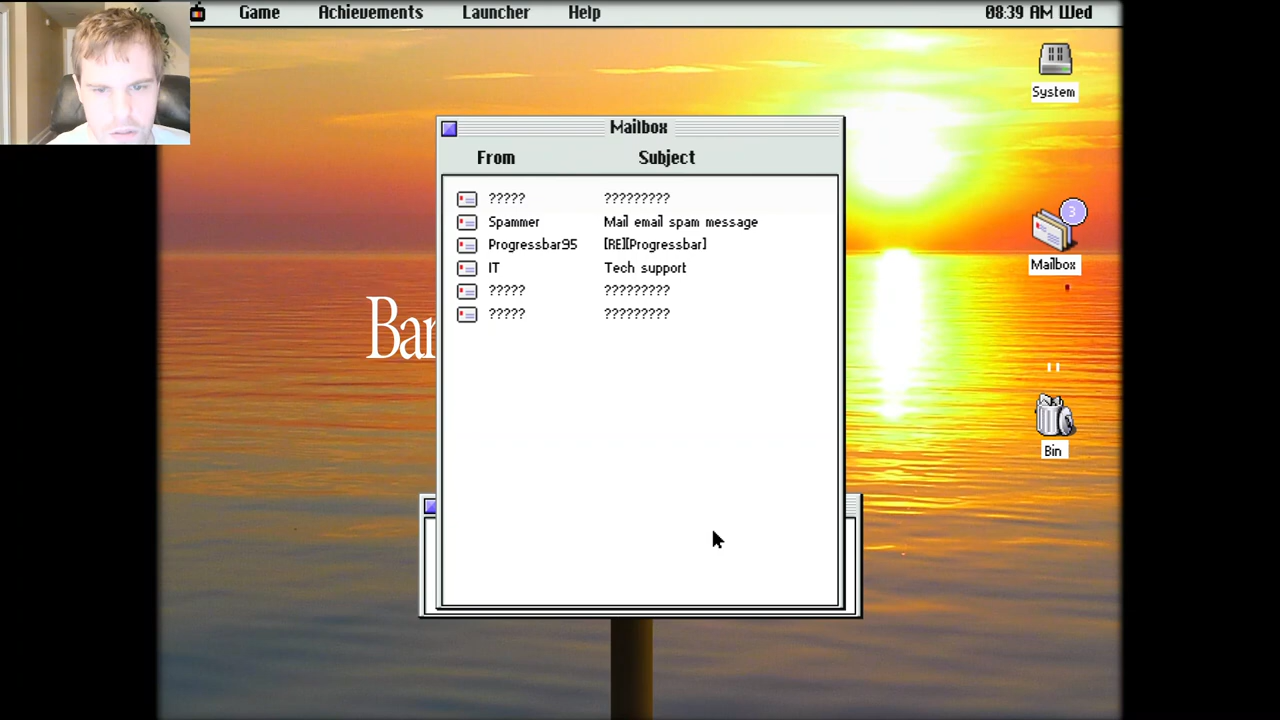 Game Achievements Launcher Help 08:39 AM Wed
System
Mailbox
From Subject
????? ?????????
Spammer Mail email spam message
3
Progressbar95 [RE][Progressbar]
Mailbox
IT Tech support
????? ?????????
????? ?????????
Bar
Bin